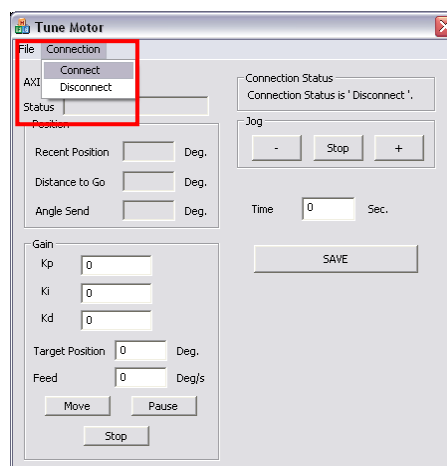 Tune Motor
File Connection
Connect
Disconnect
AXI
Status
Position
Recent Position Deg.
Distance to Go Deg.
Angle Send Deg.
Gain
Kp 0
Ki 0
Kd 0
Target Position 0 Deg.
Feed 0 Deg/s
Move Pause
Stop
Connection Status
Connection Status is ' Disconnect '.
Jog
- Stop +
Time 0 Sec.
SAVE